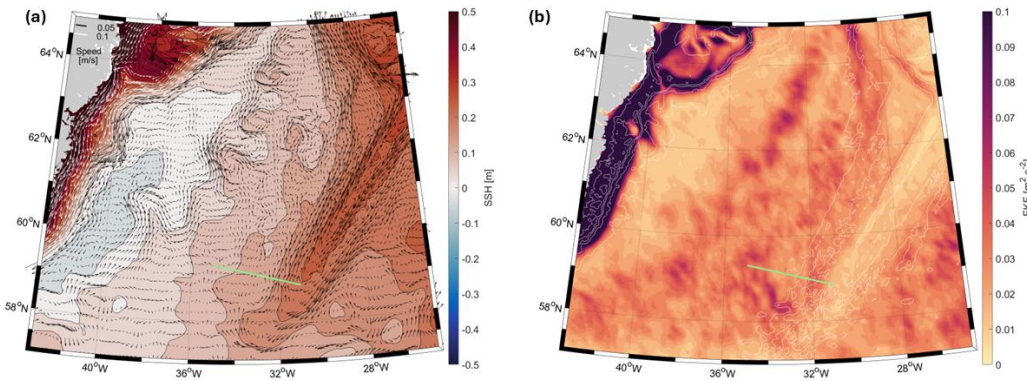 (a)
0.05
0.1
Speed
[m/s]
64°N
62°N
60°N
58°N
40°W
36°W
32°W
28°W
0.5
0.4
0.3
0.2
0.1
0
-0.1
-0.2
-0.3
-0.4
-0.5
SSH [m]
(b)
64°N
62°N
60°N
58°N
40°W
36°W
32°W
28°W
0.1
0.09
0.08
0.07
0.06
0.05
0.04
0.03
0.02
0.01
0
EKE [m² s⁻²]